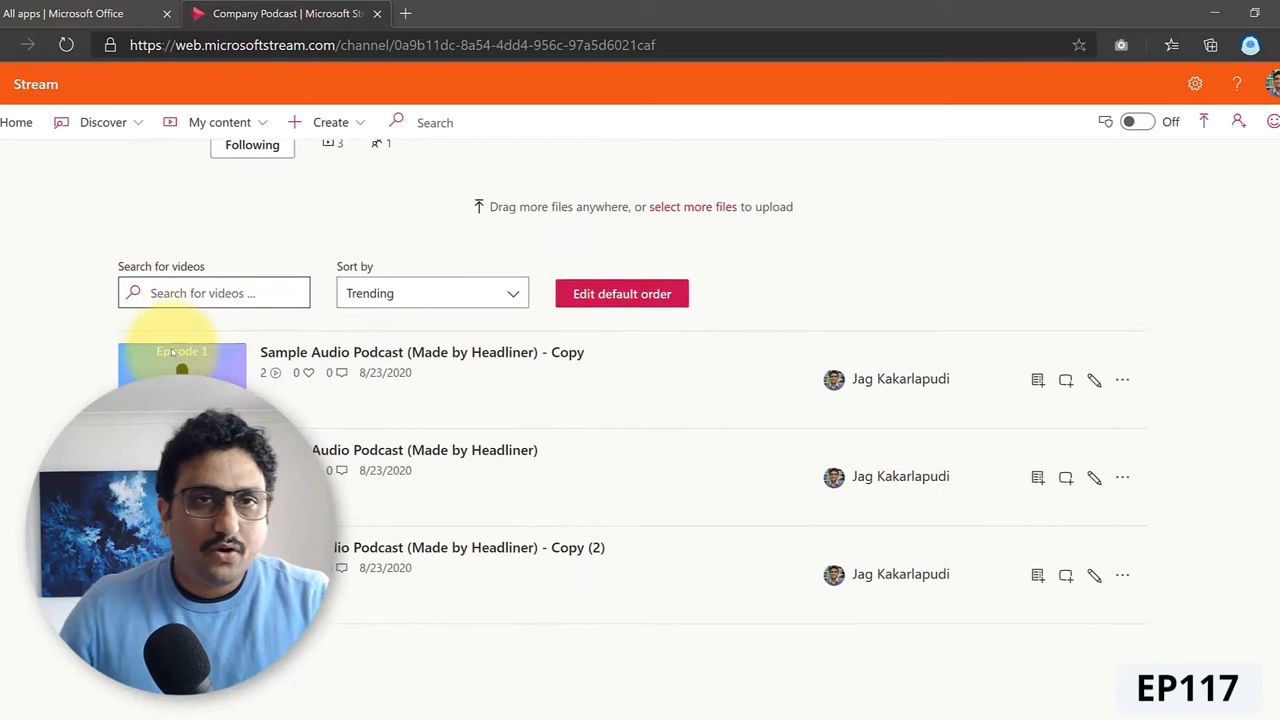 All apps | Microsoft Office
Company Podcast | Microsoft Str
https://web.microsoftstream.com/channel/0a9b11dc-8a54-4dd4-956c-97a5d6021caf
Stream
Home Discover My content Create Search Off
Following 3 1
Drag more files anywhere, or select more files to upload
Search for videos Sort by
Search for videos ... Trending Edit default order
Episode 1
Sample Audio Podcast (Made by Headliner) - Copy
2 0 0 8/23/2020
Jag Kakarlapudi
Audio Podcast (Made by Headliner)
0 8/23/2020
Jag Kakarlapudi
dio Podcast (Made by Headliner) - Copy (2)
8/23/2020
Jag Kakarlapudi
EP117